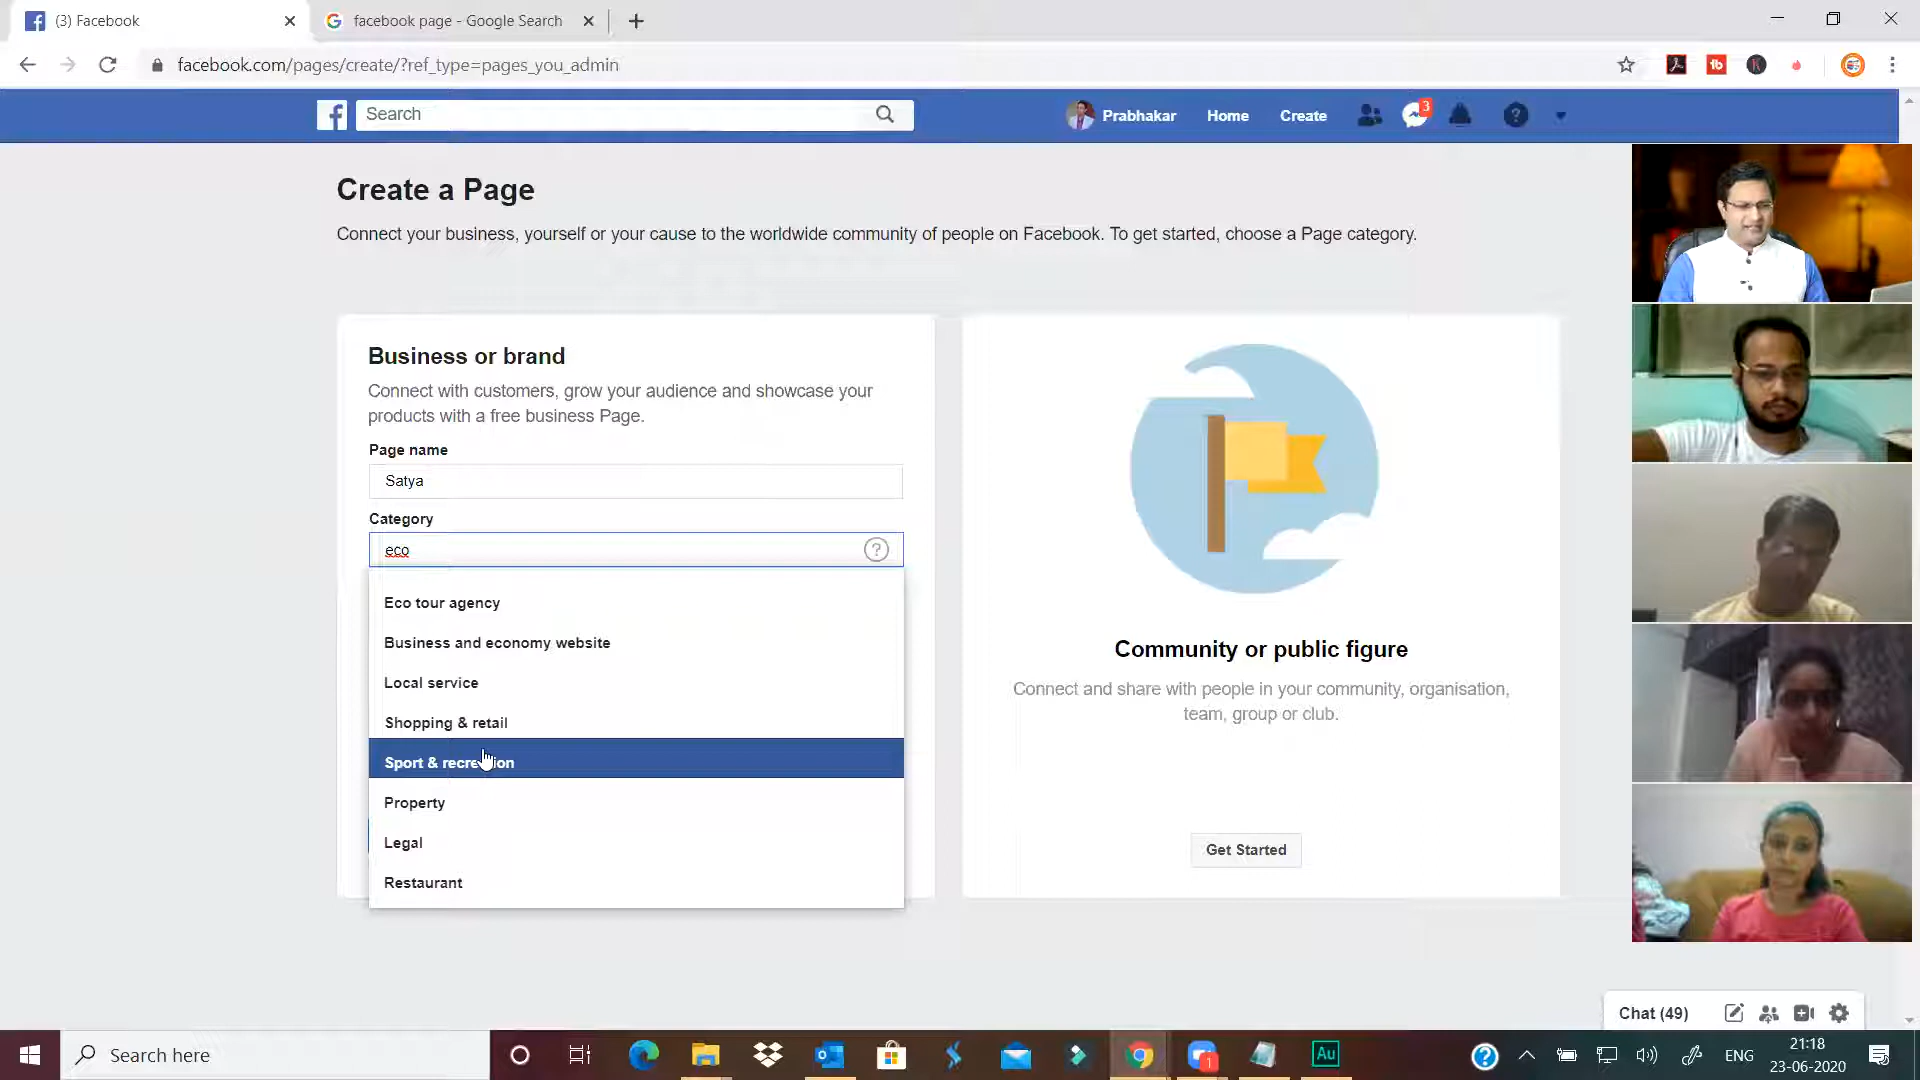 (3) Facebook
facebook page - Google Search
facebook.com/pages/create/?ref_type=pages_you_admin
Search
Prabhakar
Home
Create
3
Create a Page
Connect your business, yourself or your cause to the worldwide community of people on Facebook. To get started, choose a Page category.
Business or brand
Connect with customers, grow your audience and showcase your
products with a free business Page.
Page name
Satya
Category
eco
?
Eco tour agency
Business and economy website
Local service
Shopping & retail
Property
Legal
Restaurant
Community or public figure
Connect and share with people in your community, organisation,
team, group or club.
Get Started
Chat (49)
Search here
1
Au
ENG
21:18
23-06-2020